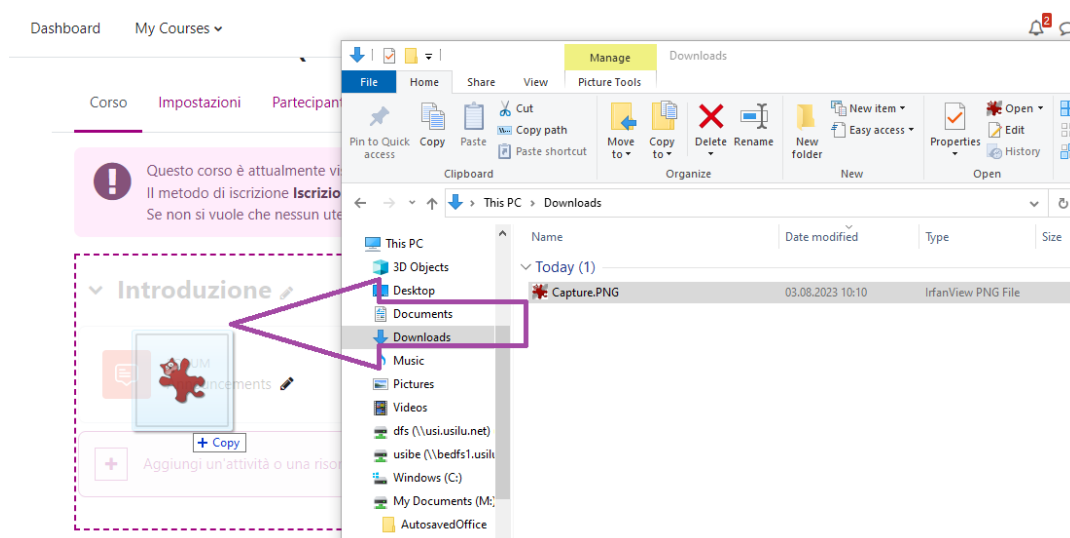 Dashboard My Courses
2
Manage Downloads
File Home Share View Picture Tools
Corso Impostazioni Partecipant
Pin to Quick access
Copy
Paste
Cut
Copy path
Paste shortcut
Move to
Copy to
Delete
Rename
New folder
New item
Easy access
Properties
Open
Edit
History
Clipboard Organize New Open
Questo corso è attualmente vi
Il metodo di iscrizione Iscrizio
Se non si vuole che nessun ute
This PC > Downloads
Name Date modified Type Size
Today (1)
Capture.PNG 03.08.2023 10:10 IrfanView PNG File
This PC
3D Objects
Desktop
Documents
Downloads
Music
Pictures
Videos
dfs (\\usi.usilu.net)
usibe (\\bedfs1.usilu
Windows (C:)
My Documents (M:)
AutosavedOffice
Introduzione
UM
ncements
+ Copy
Aggiungi un'attività o una risor